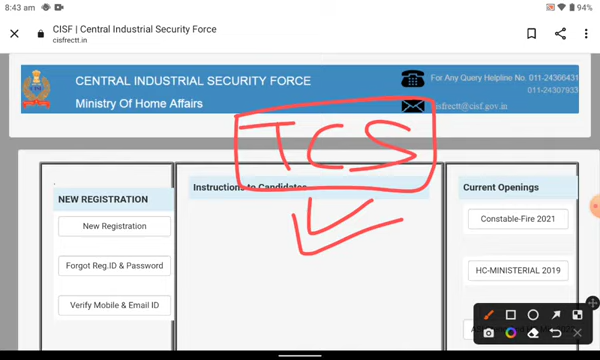 8:43 am
94%
CISF | Central Industrial Security Force
cisfrectt.in
CENTRAL INDUSTRIAL SECURITY FORCE
Ministry Of Home Affairs
For Any Query Helpline No. 011-24366431
011-24307933
cisfrectt@cisf.gov.in
TCS
NEW REGISTRATION
New Registration
Forgot Reg.ID & Password
Verify Mobile & Email ID
Instructions to Candidates
Current Openings
Constable-Fire 2021
HC-MINISTERIAL 2019